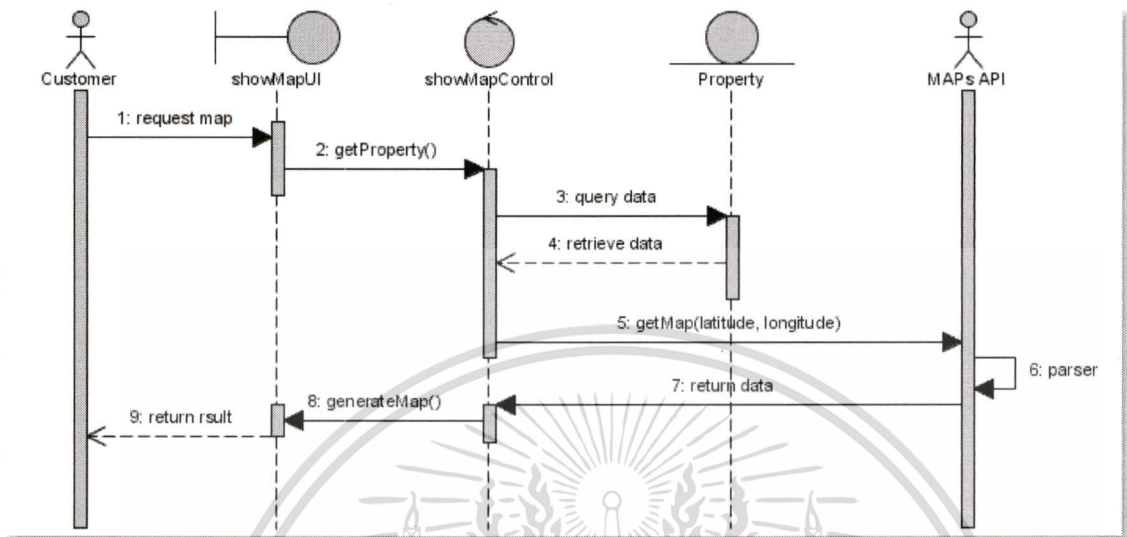 Customer
showMapUI
showMapControl
Property
MAPs API
1: request map
2: getProperty()
3: query data
4: retrieve data
5: getMap(latitude, longitude)
6: parser
7: return data
8: generateMap()
9: return rsult